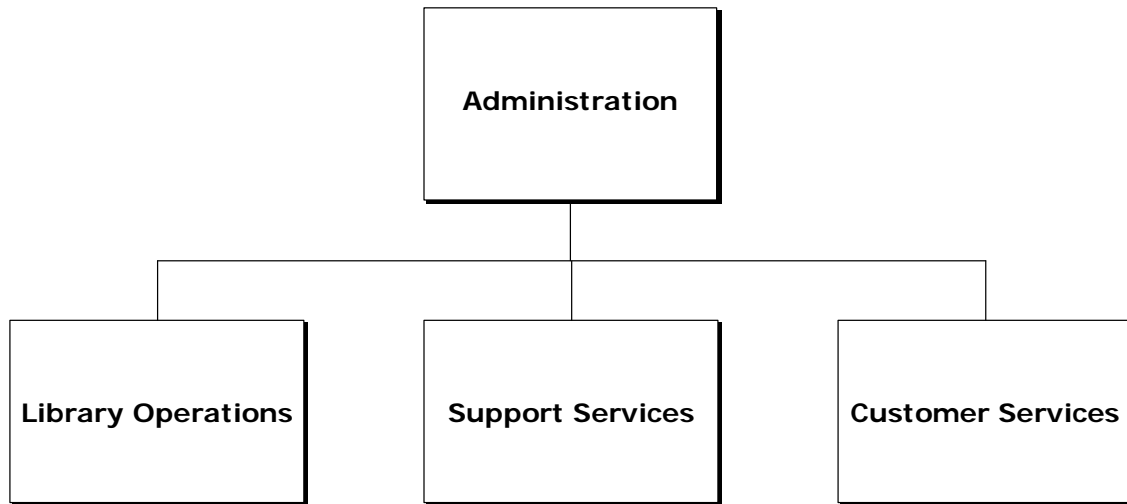 Administration
Library Operations
Support Services
Customer Services